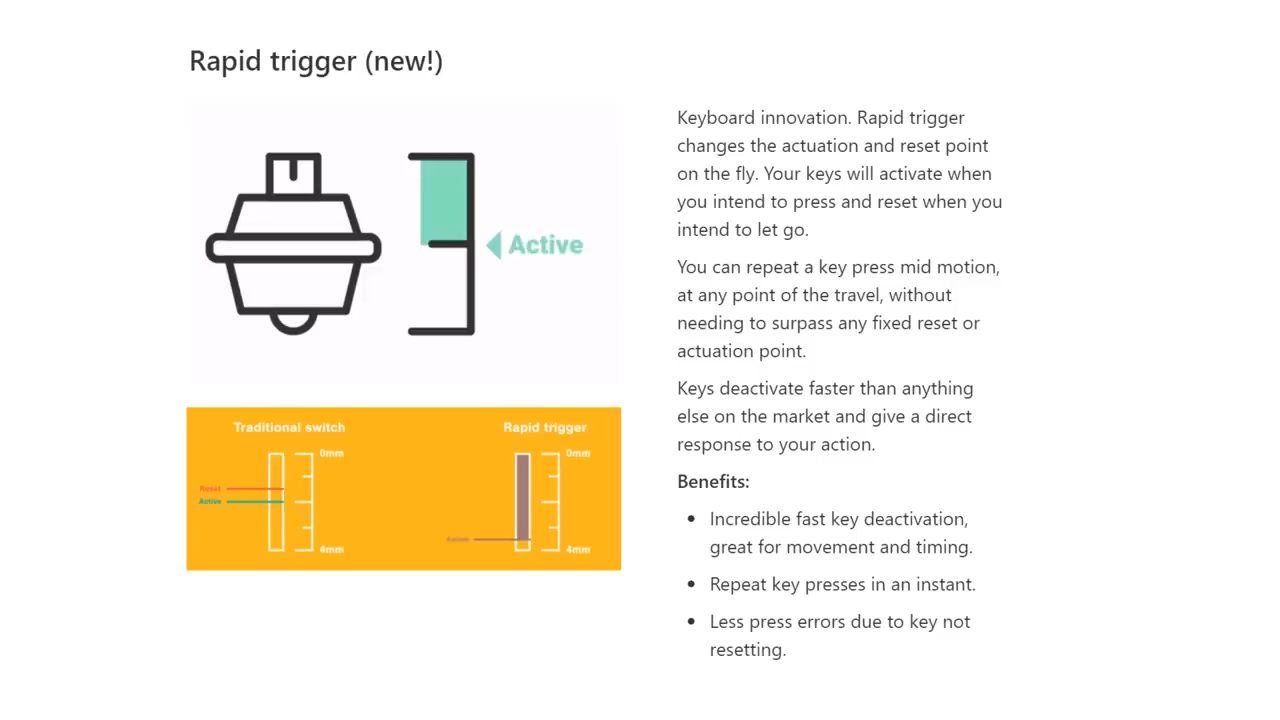 Rapid trigger (new!)
Active
Traditional switch
0mm
Reset
Active
4mm
Rapid trigger
0mm
4mm
Keyboard innovation. Rapid trigger
changes the actuation and reset point
on the fly. Your keys will activate when
you intend to press and reset when you
intend to let go.
You can repeat a key press mid motion,
at any point of the travel, without
needing to surpass any fixed reset or
actuation point.
Keys deactivate faster than anything
else on the market and give a direct
response to your action.
Benefits:
Incredible fast key deactivation,
great for movement and timing.
Repeat key presses in an instant.
Less press errors due to key not
resetting.